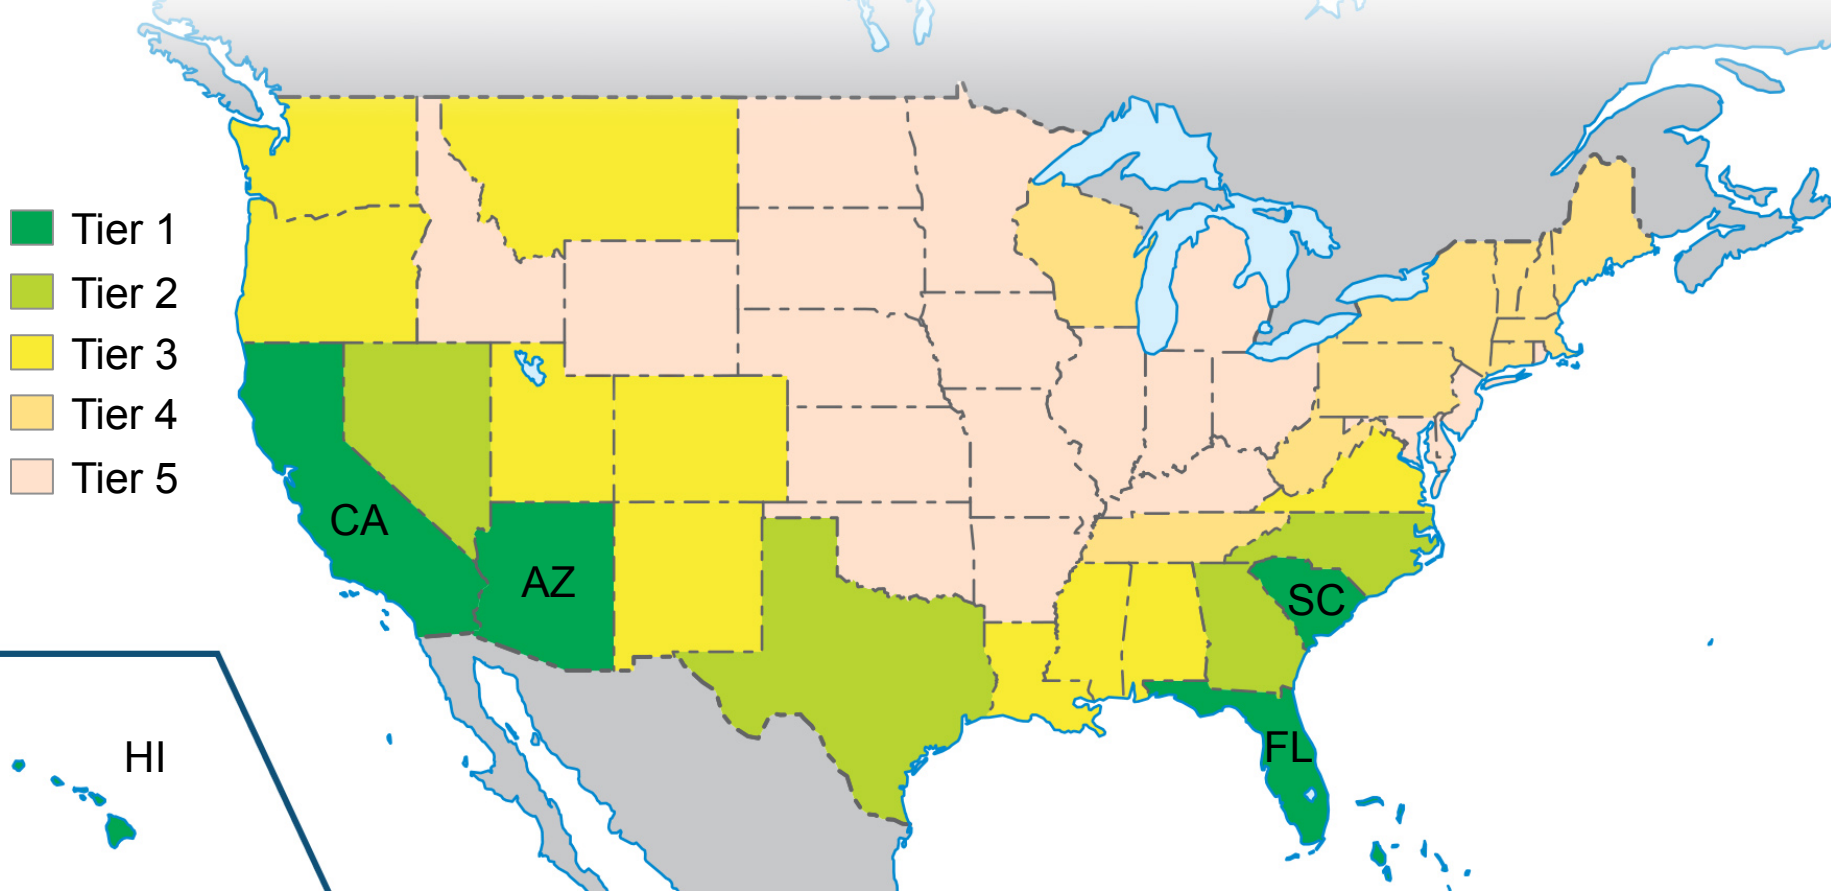 Tier 1
Tier 2
Tier 3
Tier 4
Tier 5
CA
AZ
SC
FL
HI